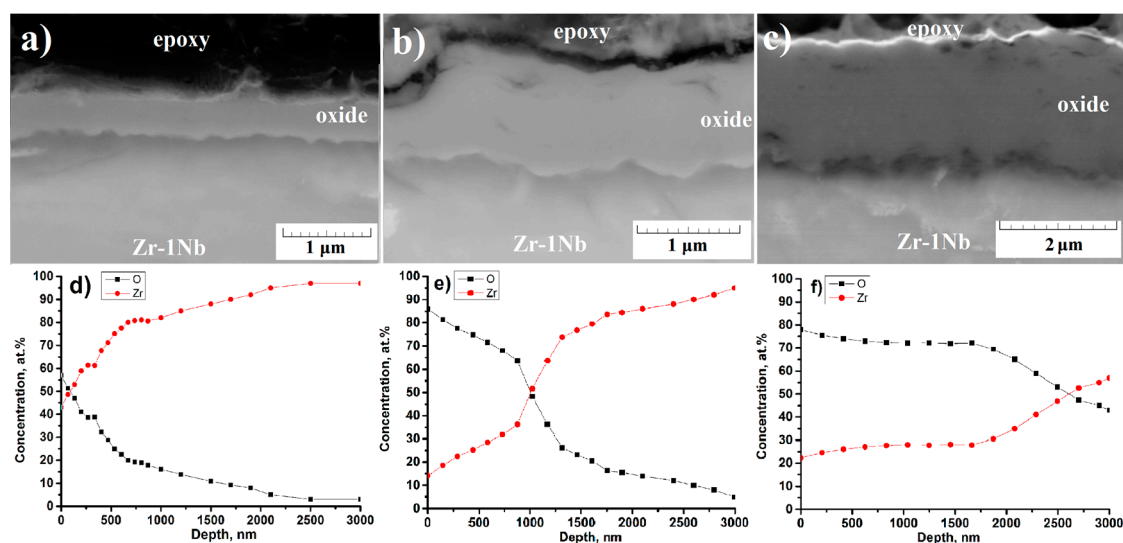 a)
epoxy
oxide
Zr-1Nb
1 µm
b)
epoxy
oxide
Zr-1Nb
1 µm
c)
epoxy
oxide
Zr-1Nb
2 µm
d)
O
Zr
Concentration, at.%
100
90
80
70
60
50
40
30
20
10
0
0 500 1000 1500 2000 2500 3000
Depth, nm
e)
O
Zr
Concentration, at.%
100
90
80
70
60
50
40
30
20
10
0
0 500 1000 1500 2000 2500 3000
Depth, nm
f)
O
Zr
Concentration, at.%
100
90
80
70
60
50
40
30
20
10
0
0 500 1000 1500 2000 2500 3000
Depth, nm